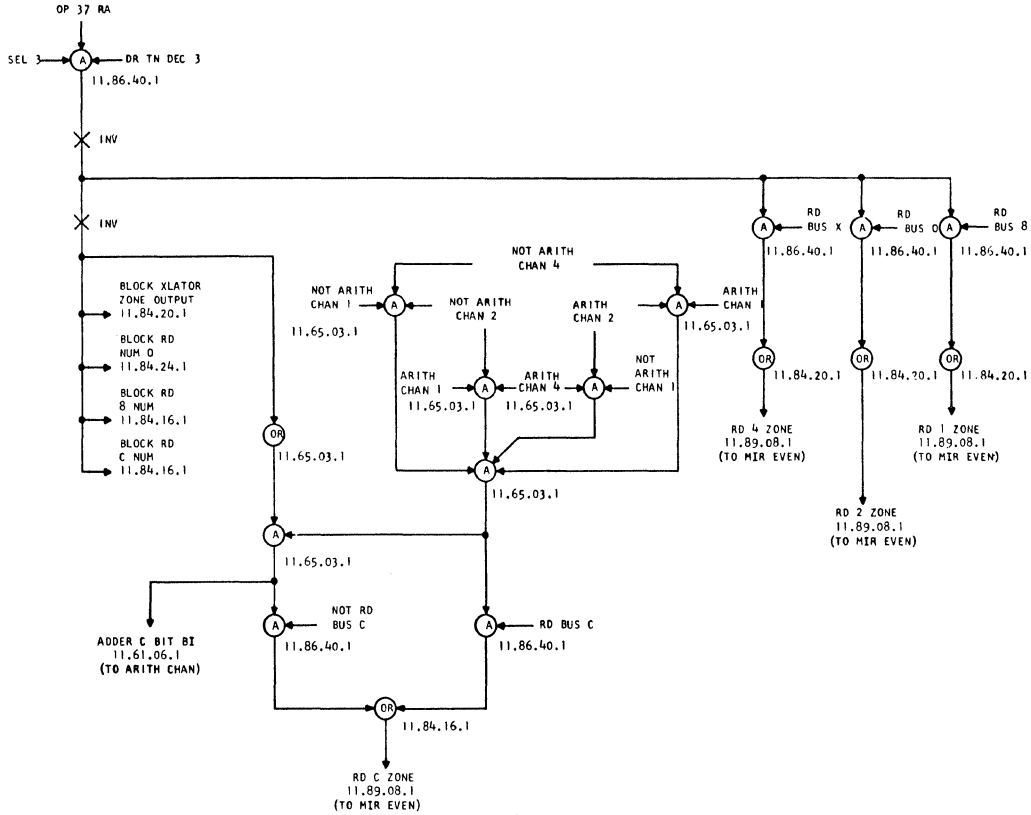 OP 37 RA
SEL 3
A
DR TN DEC 3
11.86.40.1
INV
INV
BLOCK XLATOR
ZONE OUTPUT
11.84.20.1
BLOCK RD
NUM 0
11.84.24.1
BLOCK RD
8 NUM
11.84.16.1
BLOCK RD
C NUM
11.84.16.1
OR
11.65.03.1
A
11.65.03.1
ADDER C BIT BI
11.61.06.1
(TO ARITH CHAN)
A
NOT RD
BUS C
11.86.40.1
NOT ARITH
CHAN 4
NOT ARITH
CHAN 1
A
11.65.03.1
NOT ARITH
CHAN 2
ARITH
CHAN 2
A
ARITH
CHAN 1
11.65.03.1
ARITH
CHAN 1
A
11.65.03.1
ARITH
CHAN 4
11.65.03.1
A
NOT
ARITH
CHAN 1
A
11.65.03.1
A
RD BUS C
11.86.40.1
OR
11.84.16.1
RD C ZONE
11.89.08.1
(TO MIR EVEN)
A
RD
BUS X
11.86.40.1
OR
11.84.20.1
RD 4 ZONE
11.89.08.1
(TO MIR EVEN)
A
RD
BUS 0
11.86.40.1
OR
11.84.20.1
RD 2 ZONE
11.89.08.1
(TO MIR EVEN)
A
RD
BUS 8
11.86.40.1
OR
11.84.20.1
RD 1 ZONE
11.89.08.1
(TO MIR EVEN)